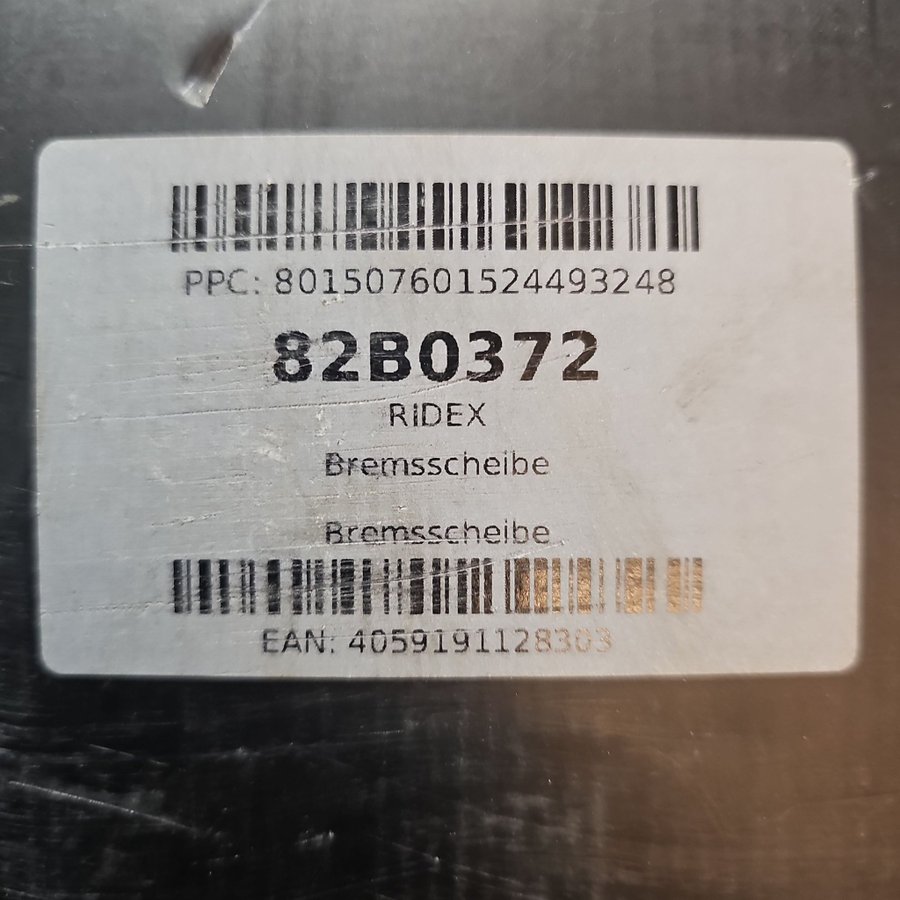 PPC: 801507601524493248
82B0372
RIDEX
Bremsscheibe
Bremsscheibe
EAN: 4059191128303